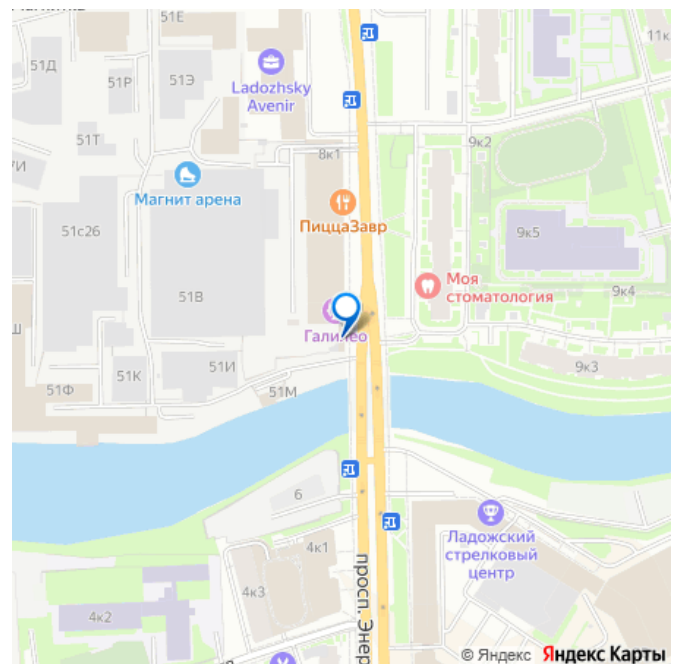 51Е
51Д
51Р
51Э
Ladozhsky
Avenir
11к
51Т
8к1
9к2
7И
Магнит арена
ПиццаЗавр
51с26
9к5
51В
Моя
стоматология
9к4
Ш
Галилео
51К
51И
9к3
51Ф
51М
6
Ладожский
стрелковый
центр
4к1
4к3
4к2
просп. Энер
© Яндекс Яндекс Карты